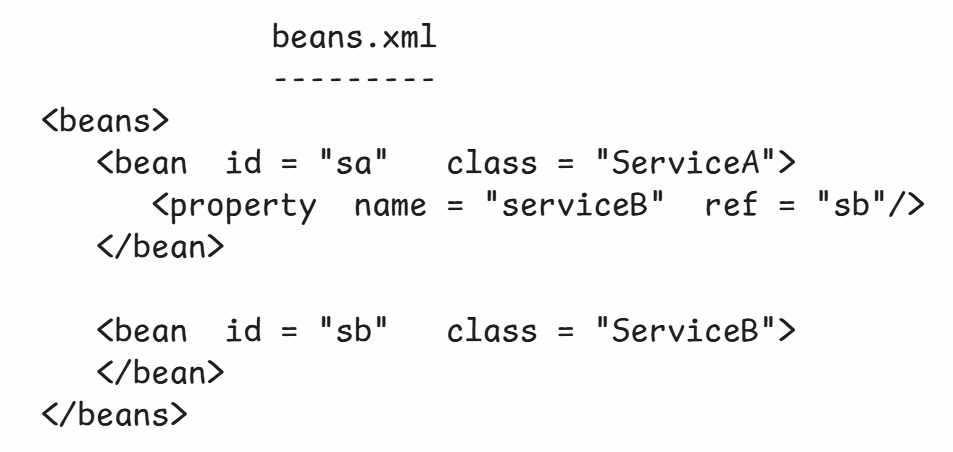 beans.xml
---------
<beans>
<bean id = "sa" class = "ServiceA">
<property name = "serviceB" ref = "sb"/>
</bean>
<bean id = "sb" class = "ServiceB">
</bean>
</beans>